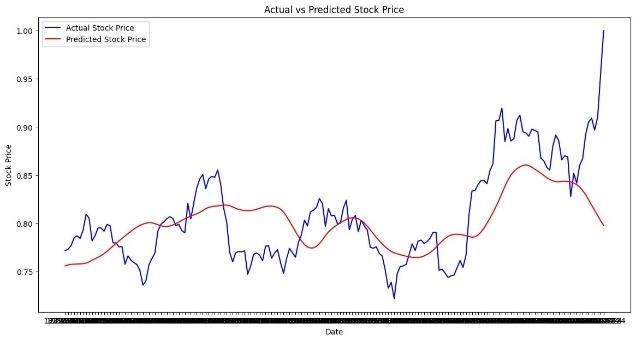 Actual vs Predicted Stock Price
Actual Stock Price
Predicted Stock Price
1.00
0.95
0.90
0.85
0.80
0.75
Stock Price
Date